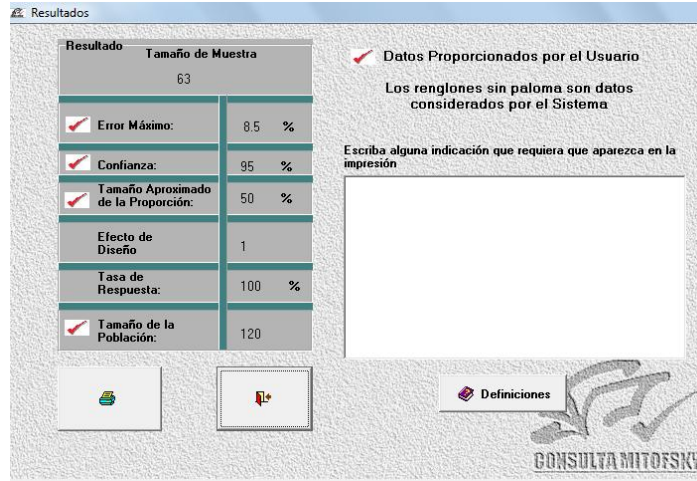 Resultados
Resultado
Tamaño de Muestra
63
Error Máximo: 8.5 %
Confianza: 95 %
Tamaño Aproximado
de la Proporción: 50 %
Efecto de
Diseño 1
Tasa de
Respuesta: 100 %
Tamaño de la
Población: 120
Datos Proporcionados por el Usuario
Los renglones sin paloma son datos
considerados por el Sistema
Escriba alguna indicación que requiera que aparezca en la
impresión
Definiciones
CONSULTA MITOFSKY